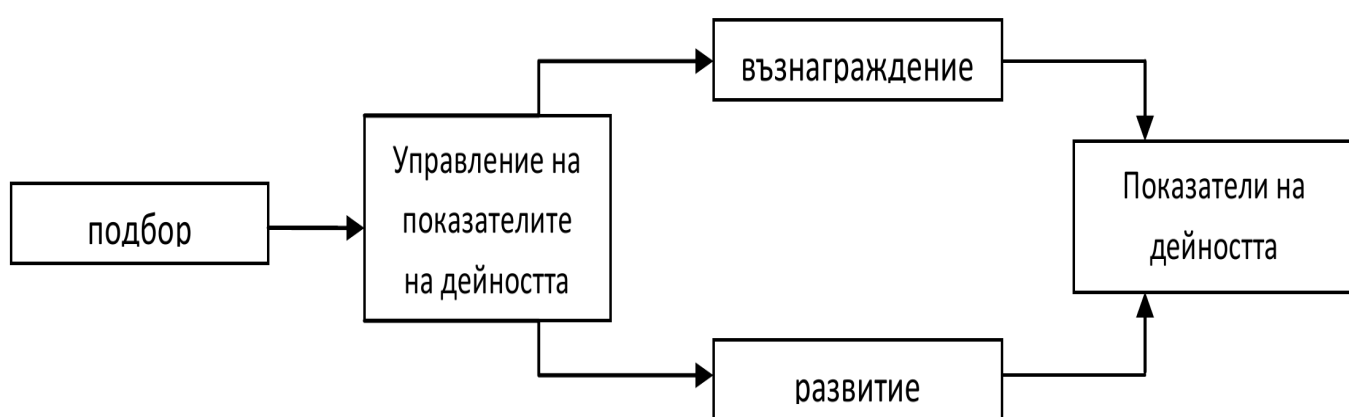 подбор
Управление на
показателите
на дейността
възнаграждение
развитие
Показатели на
дейността